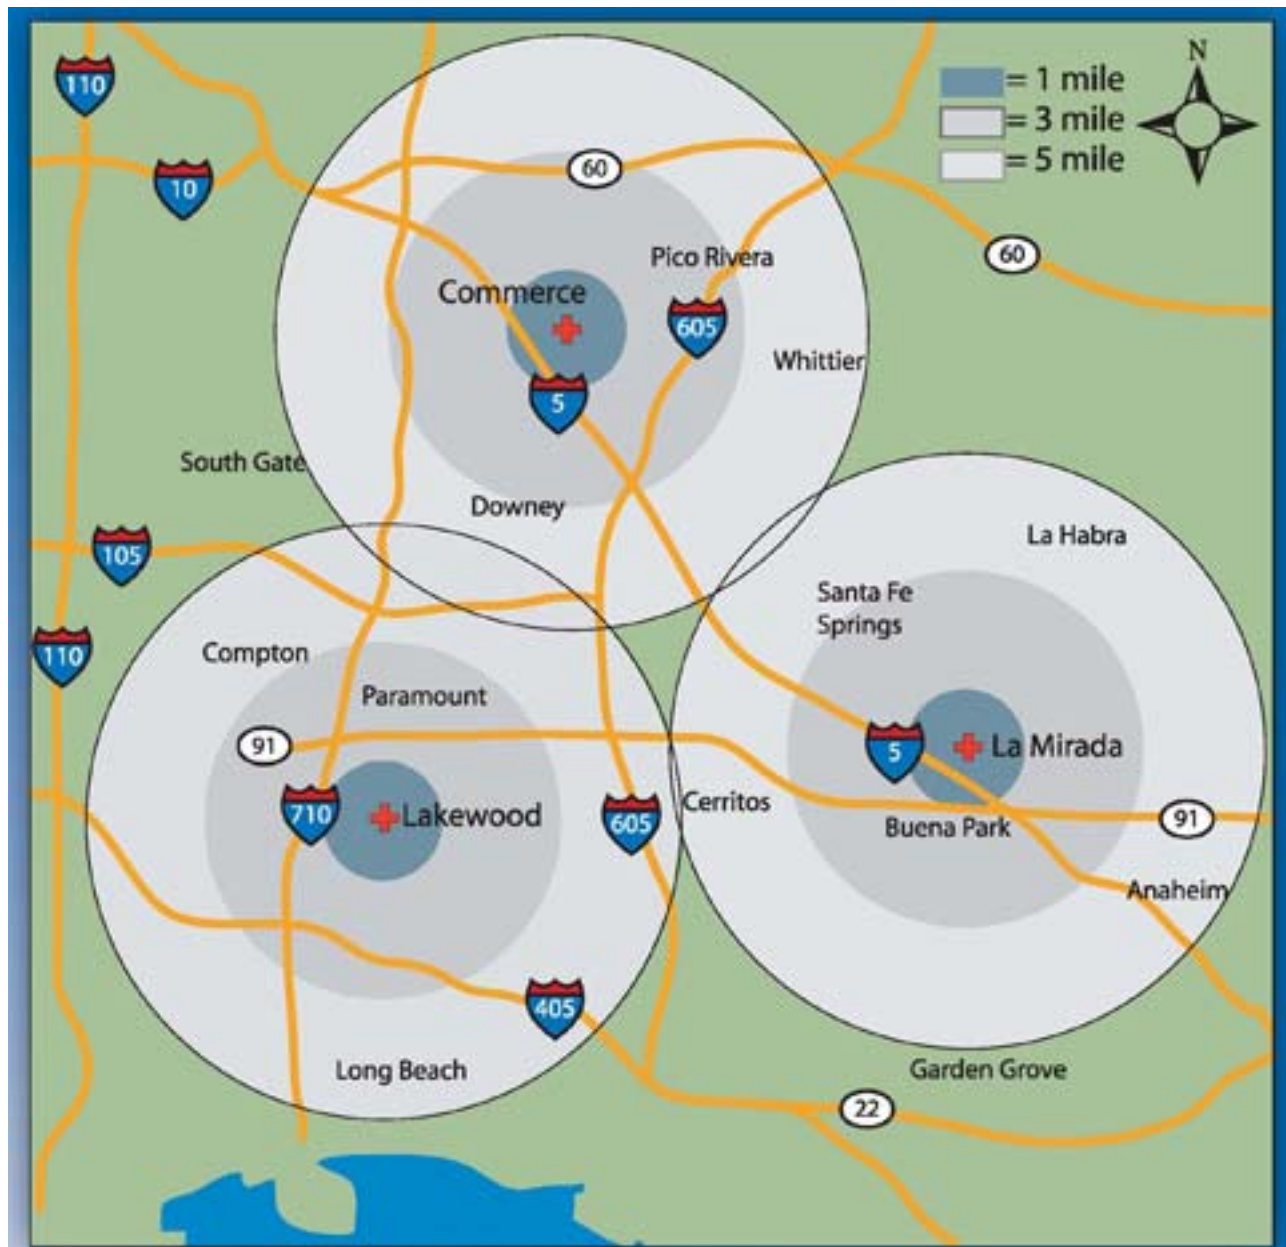 110
N
= 1 mile
= 3 mile
= 5 mile
10
60
60
Pico Rivera
Commerce
605
Whittier
5
South Gate
Downey
La Habra
105
Santa Fe
Springs
110
Compton
Paramount
91
5
La Mirada
710
Lakewood
605
Cerritos
Buena Park
91
Anaheim
405
Long Beach
Garden Grove
22